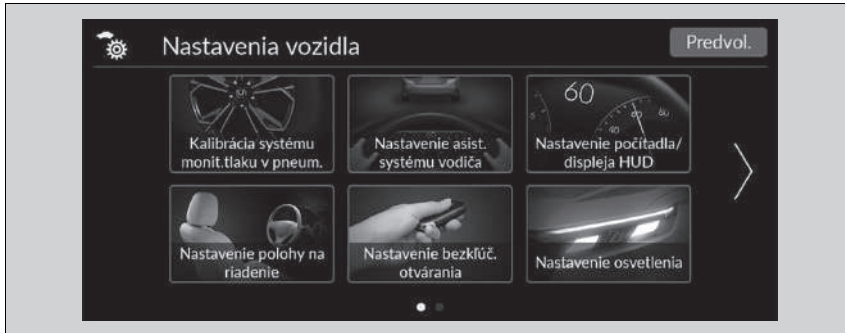 Nastavenia vozidla
Predvol.
Kalibrácia systému
monit.tlaku v pneum.
Nastavenie asist.
systému vodiča
60
Nastavenie počítadla/
displeja HUD
Nastavenie polohy na
riadenie
Nastavenie bezkľúč.
otvárania
Nastavenie osvetlenia